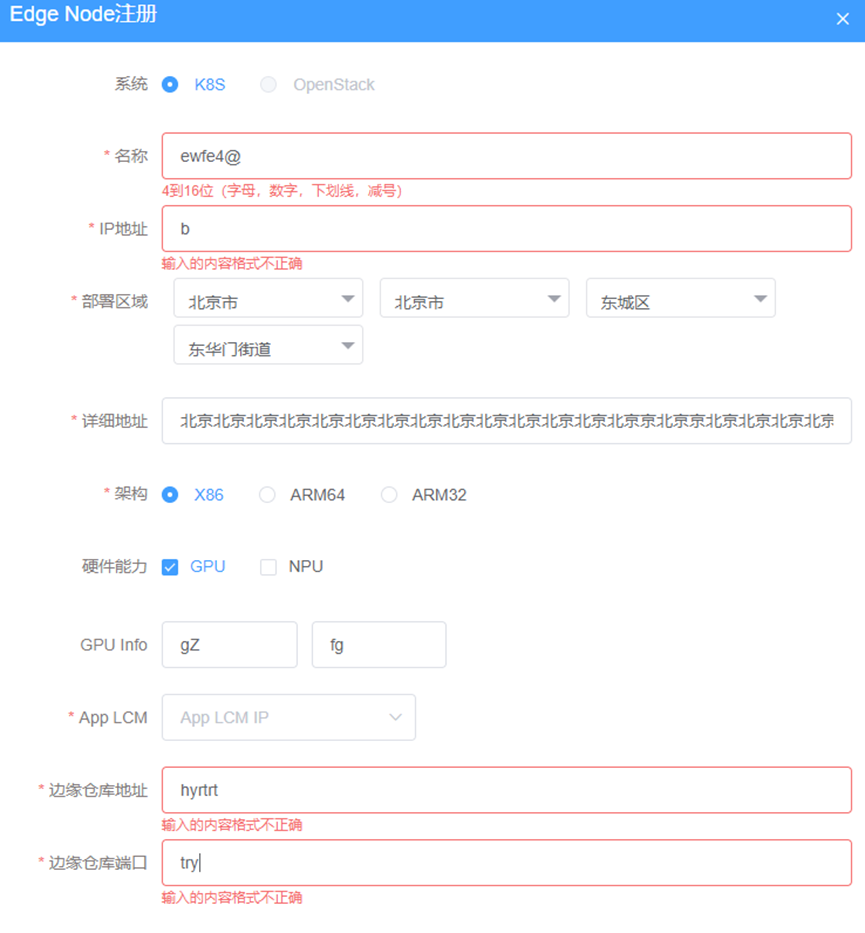 Edge Node注册
系统 K8S OpenStack
* 名称 ewfe4@
4到16位（字母，数字，下划线，减号）
* IP地址 b
输入的内容格式不正确
* 部署区域 北京市 北京市 东城区
东华门街道
* 详细地址 北京北京北京北京北京北京北京北京北京北京北京北京北京北京京北京京北京北京北京北京
* 架构 X86 ARM64 ARM32
硬件能力 GPU NPU
GPU Info gZ fg
* App LCM App LCM IP
* 边缘仓库地址 hyrtrt
输入的内容格式不正确
* 边缘仓库端口 try
输入的内容格式不正确